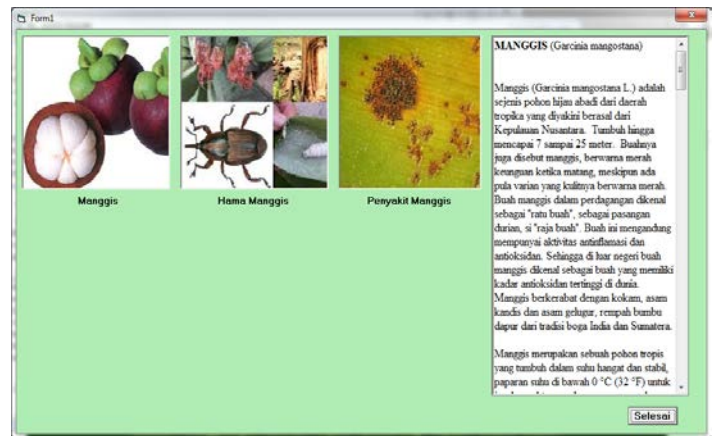 Form1
Manggis
Hama Manggis
Penyakit Manggis
MANGGIS (Garcinia mangostana)
Manggis (Garcinia mangostana L.) adalah
sejenis pohon hijau abadi dari daerah
tropika yang diyakini berasal dari
Kepulauan Nusantara. Tumbuh hingga
mencapai 7 sampai 25 meter. Buahnya
juga disebut manggis, berwarna merah
keunguan ketika matang, meskipun ada
pula varian yang kulitnya berwarna merah.
Buah manggis dalam perdagangan dikenal
sebagai "ratu buah", sebagai pasangan
durian, si "raja buah". Buah ini mengandung
mempunyai aktivitas antinflamasi dan
antioksidan. Sehingga di luar negeri buah
manggis dikenal sebagai buah yang memiliki
kadar antioksidan tertinggi di dunia.
Manggis berkerabat dengan kokam, asam
kandis dan asam gelugur, rempah bumbu
dapur dari tradisi boga India dan Sumatera.
Manggis merupakan sebuah pohon tropis
yang tumbuh dalam suhu hangat dan stabil,
paparan suhu di bawah 0 °C (32 °F) untuk
Selesai